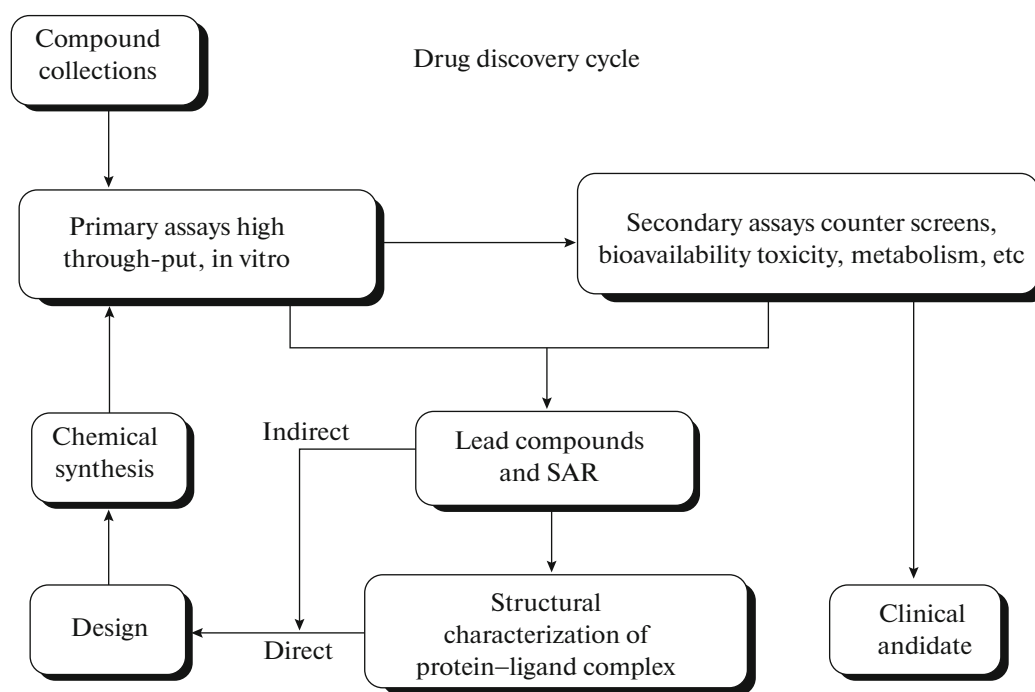 Compound
collections
Drug discovery cycle
Primary assays high
through-put, in vitro
Secondary assays counter screens,
bioavailability toxicity, metabolism, etc
Chemical
synthesis
Indirect
Lead compounds
and SAR
Design
Direct
Structural
characterization of
protein–ligand complex
Clinical
andidate